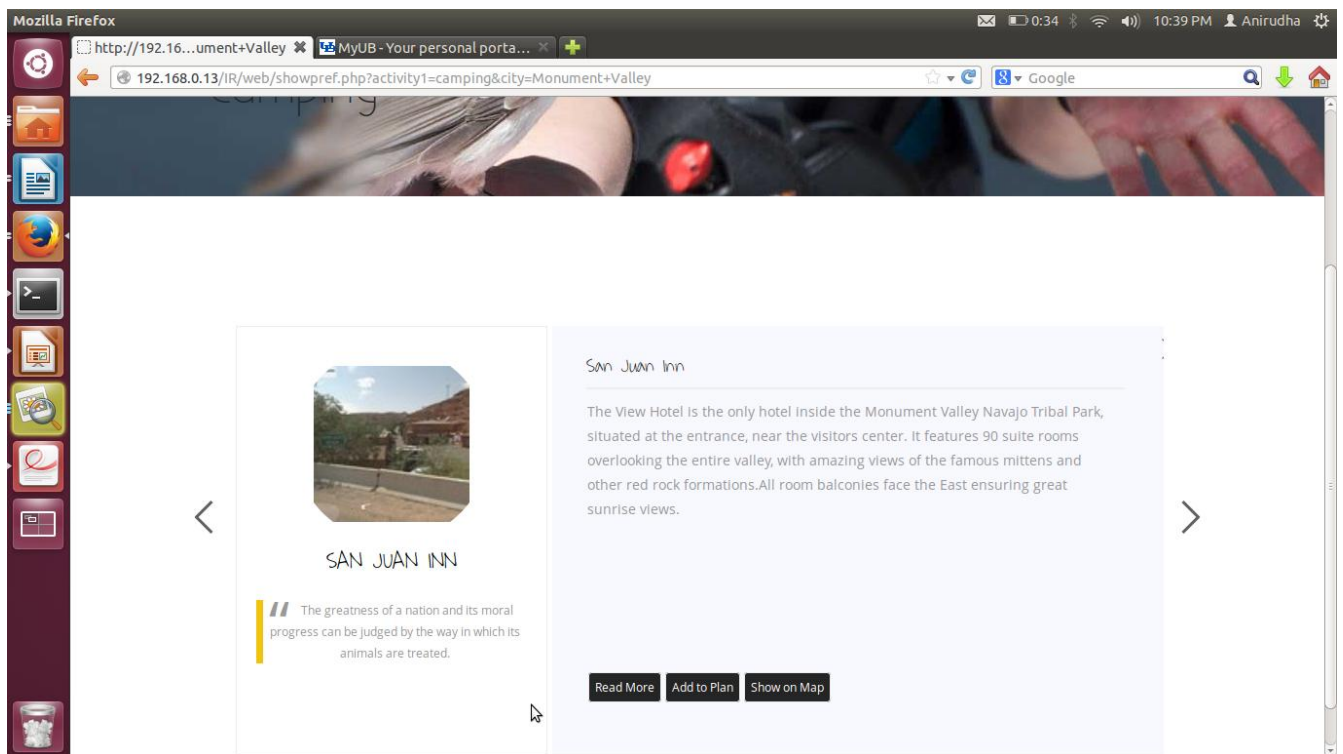 Mozilla Firefox
0:34
10:39 PM
Anirudha
http://192.16...ument+Valley
MyUB - Your personal porta...
192.168.0.13/IR/web/showpref.php?activity1=camping&city=Monument+Valley
Google
camping
San Juan Inn
The View Hotel is the only hotel inside the Monument Valley Navajo Tribal Park,
situated at the entrance, near the visitors center. It features 90 suite rooms
overlooking the entire valley, with amazing views of the famous mittens and
other red rock formations.All room balconies face the East ensuring great
sunrise views.
SAN JUAN INN
“ The greatness of a nation and its moral
progress can be judged by the way in which its
animals are treated.
Read More
Add to Plan
Show on Map